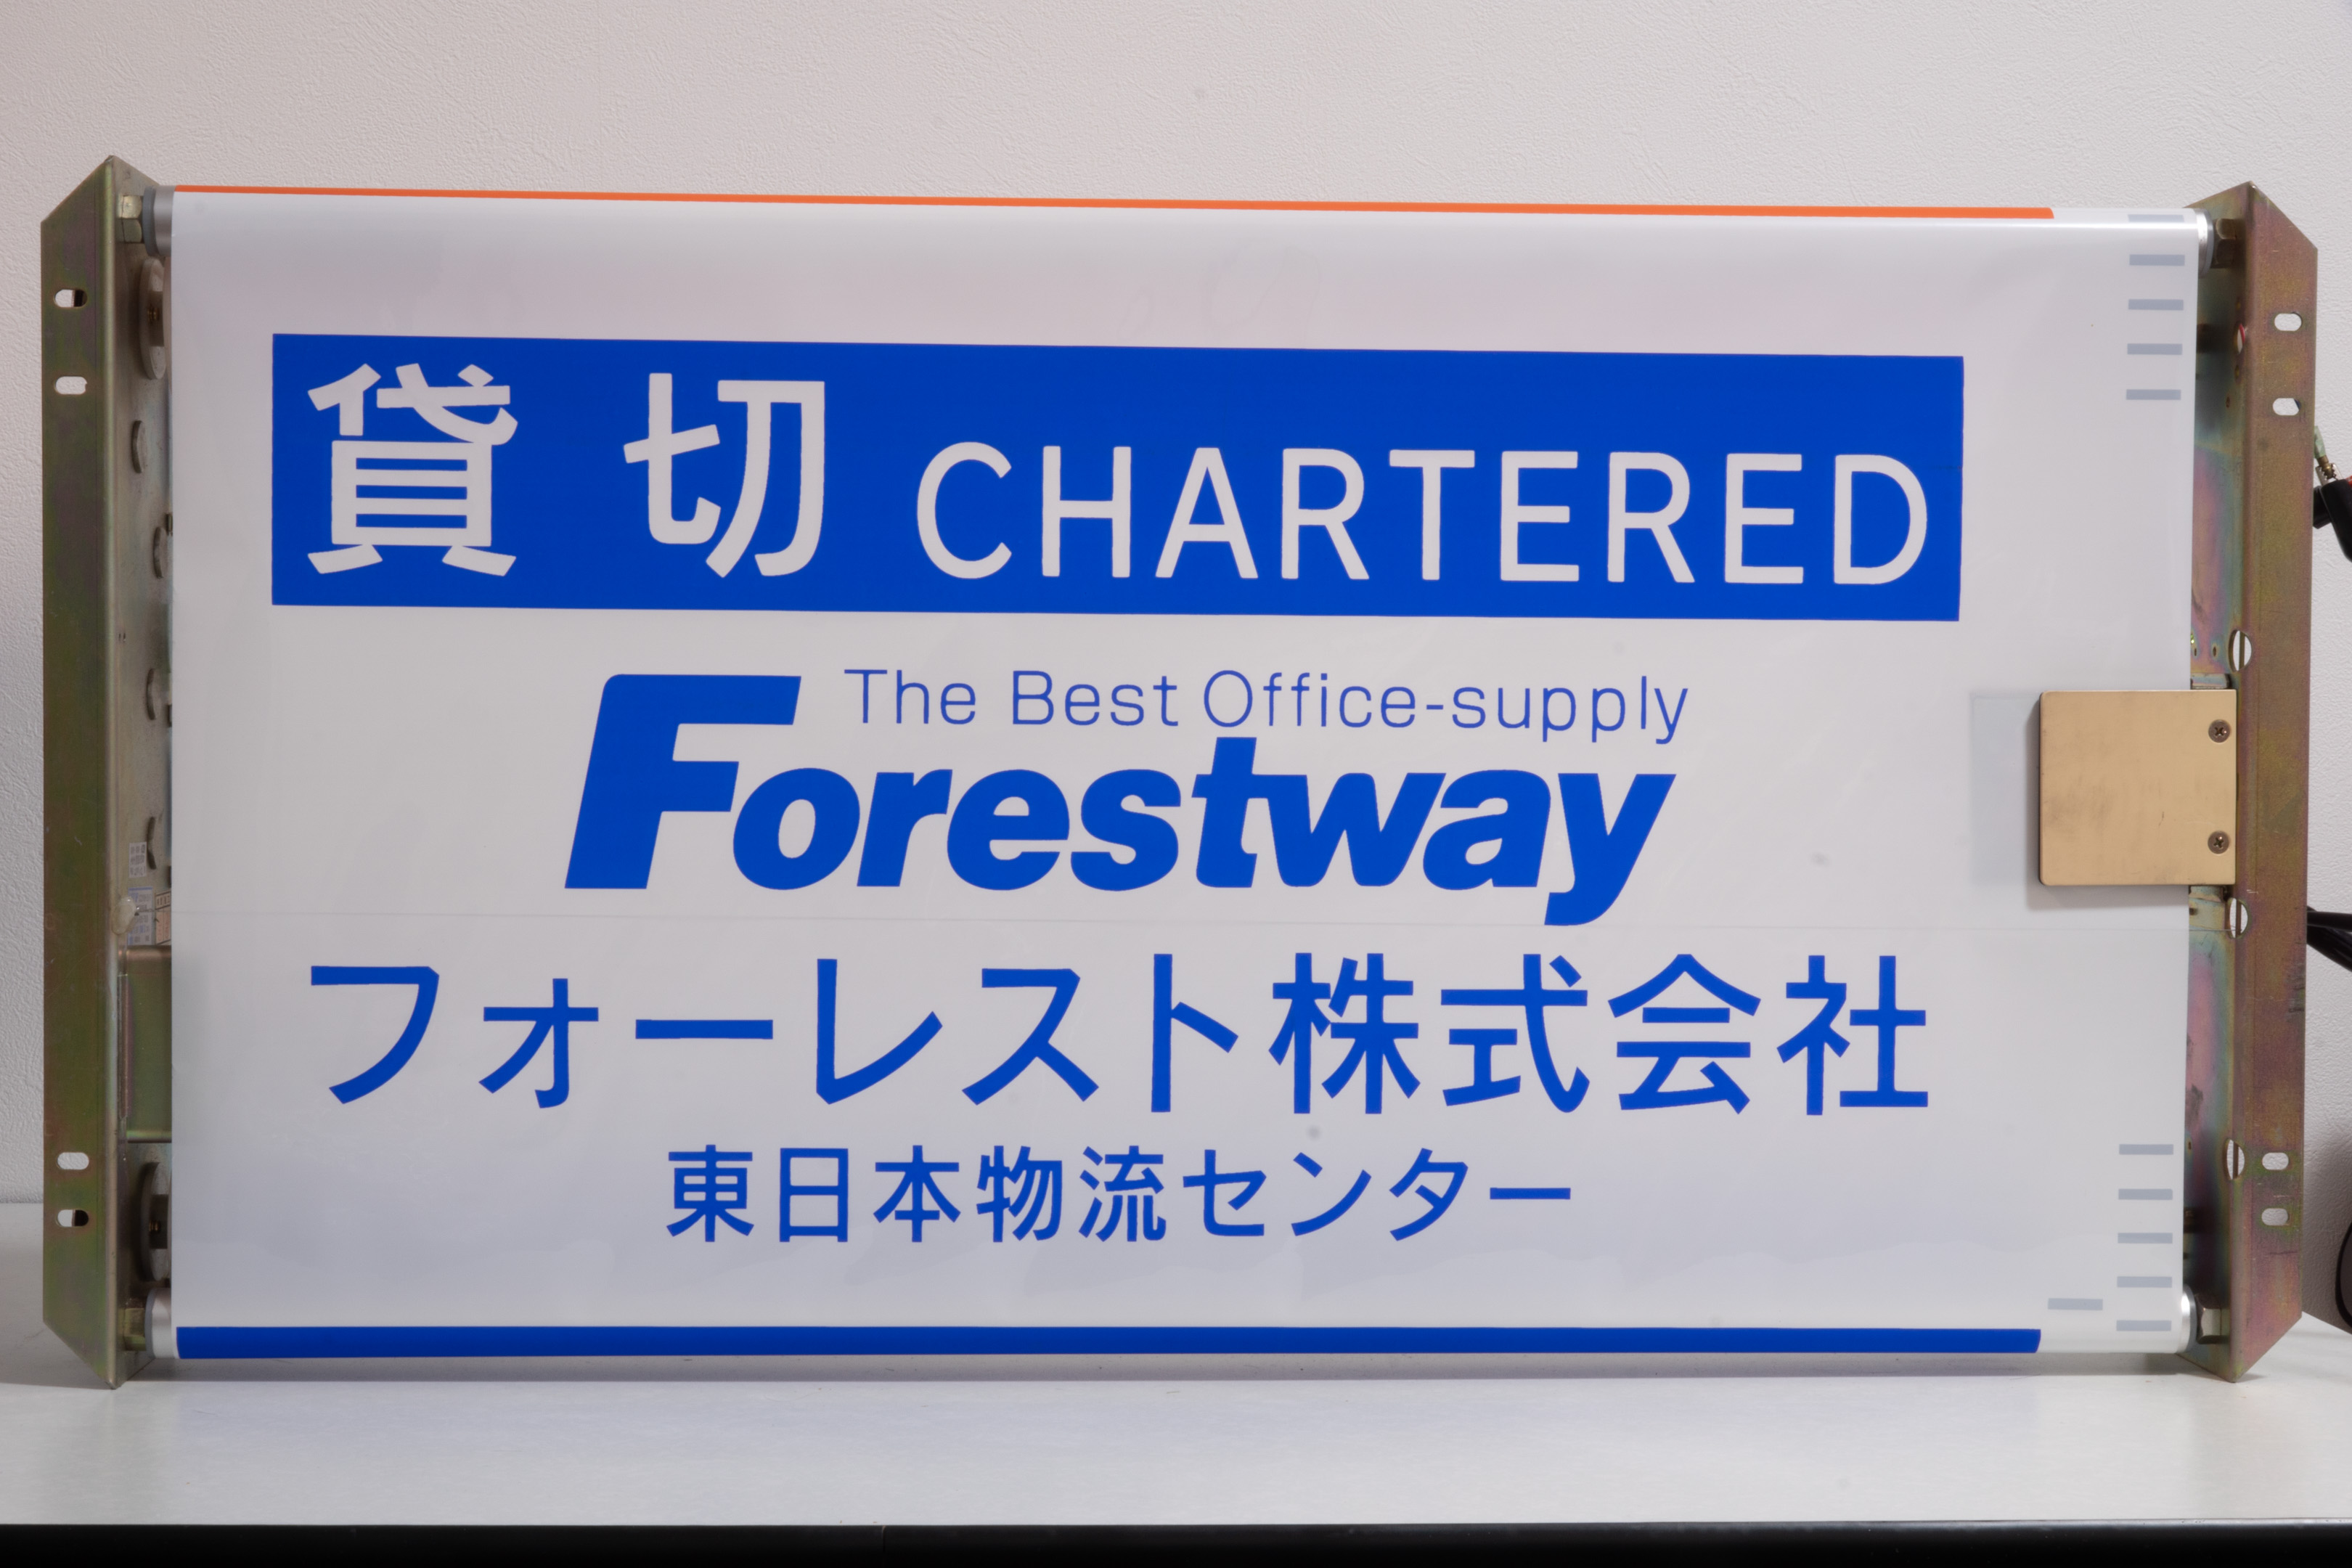 貸切 CHARTERED
The Best Office-supply
Forestway
フォーレスト株式会社
東日本物流センター